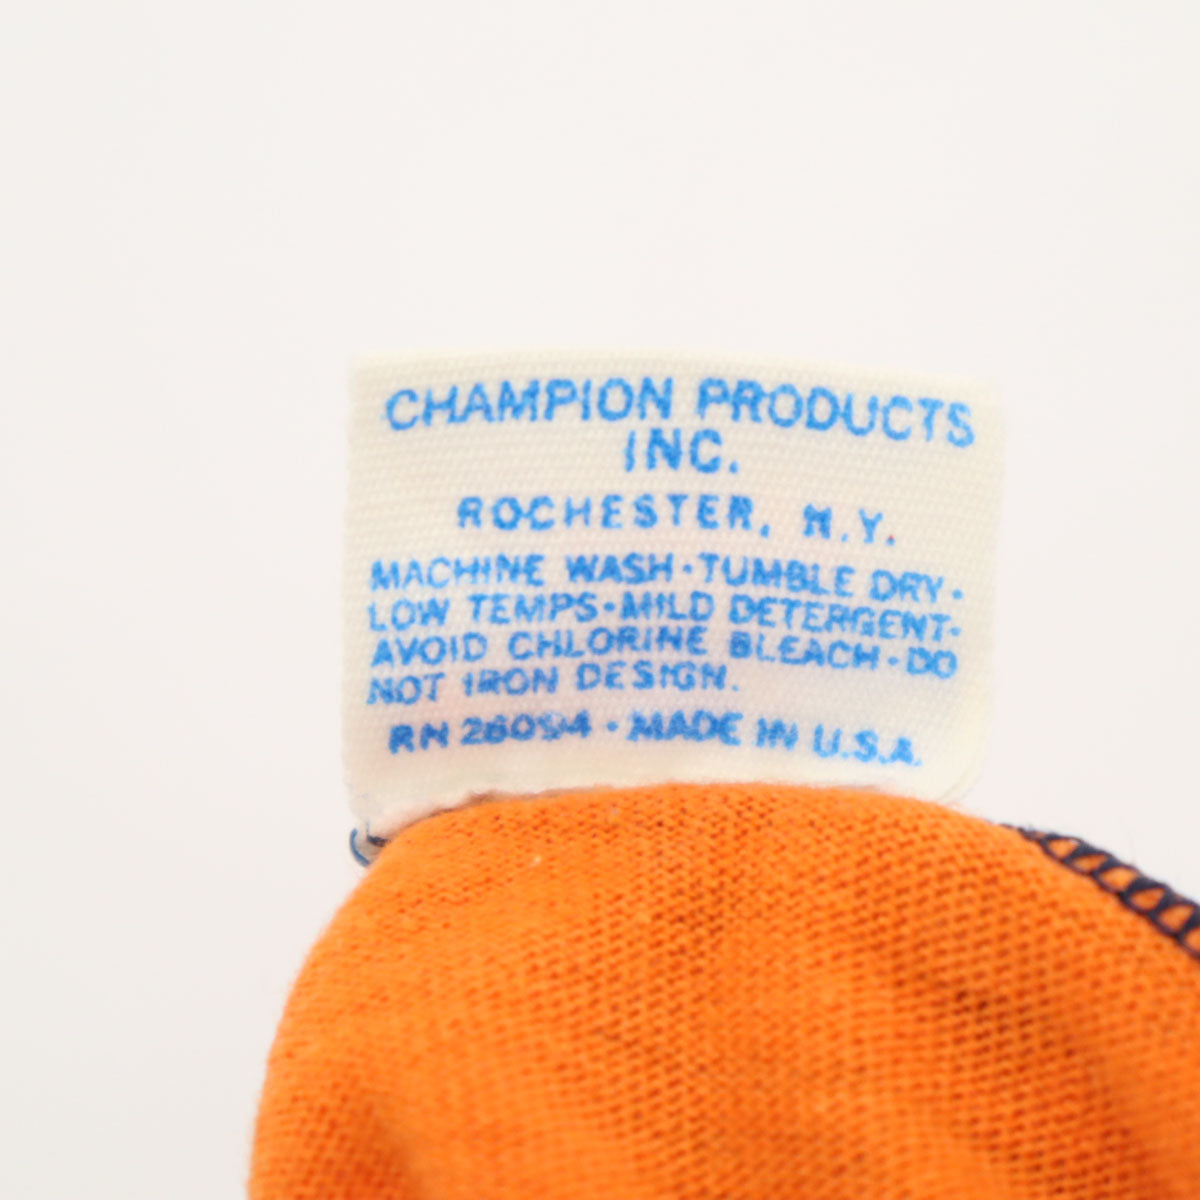 CHAMPION PRODUCTS
INC.
ROCHESTER, N.Y.
MACHINE WASH·TUMBLE DRY·
LOW TEMPS·MILD DETERGENT·
AVOID CHLORINE BLEACH·DO
NOT IRON DESIGN.
RN 26094 · MADE IN U.S.A.